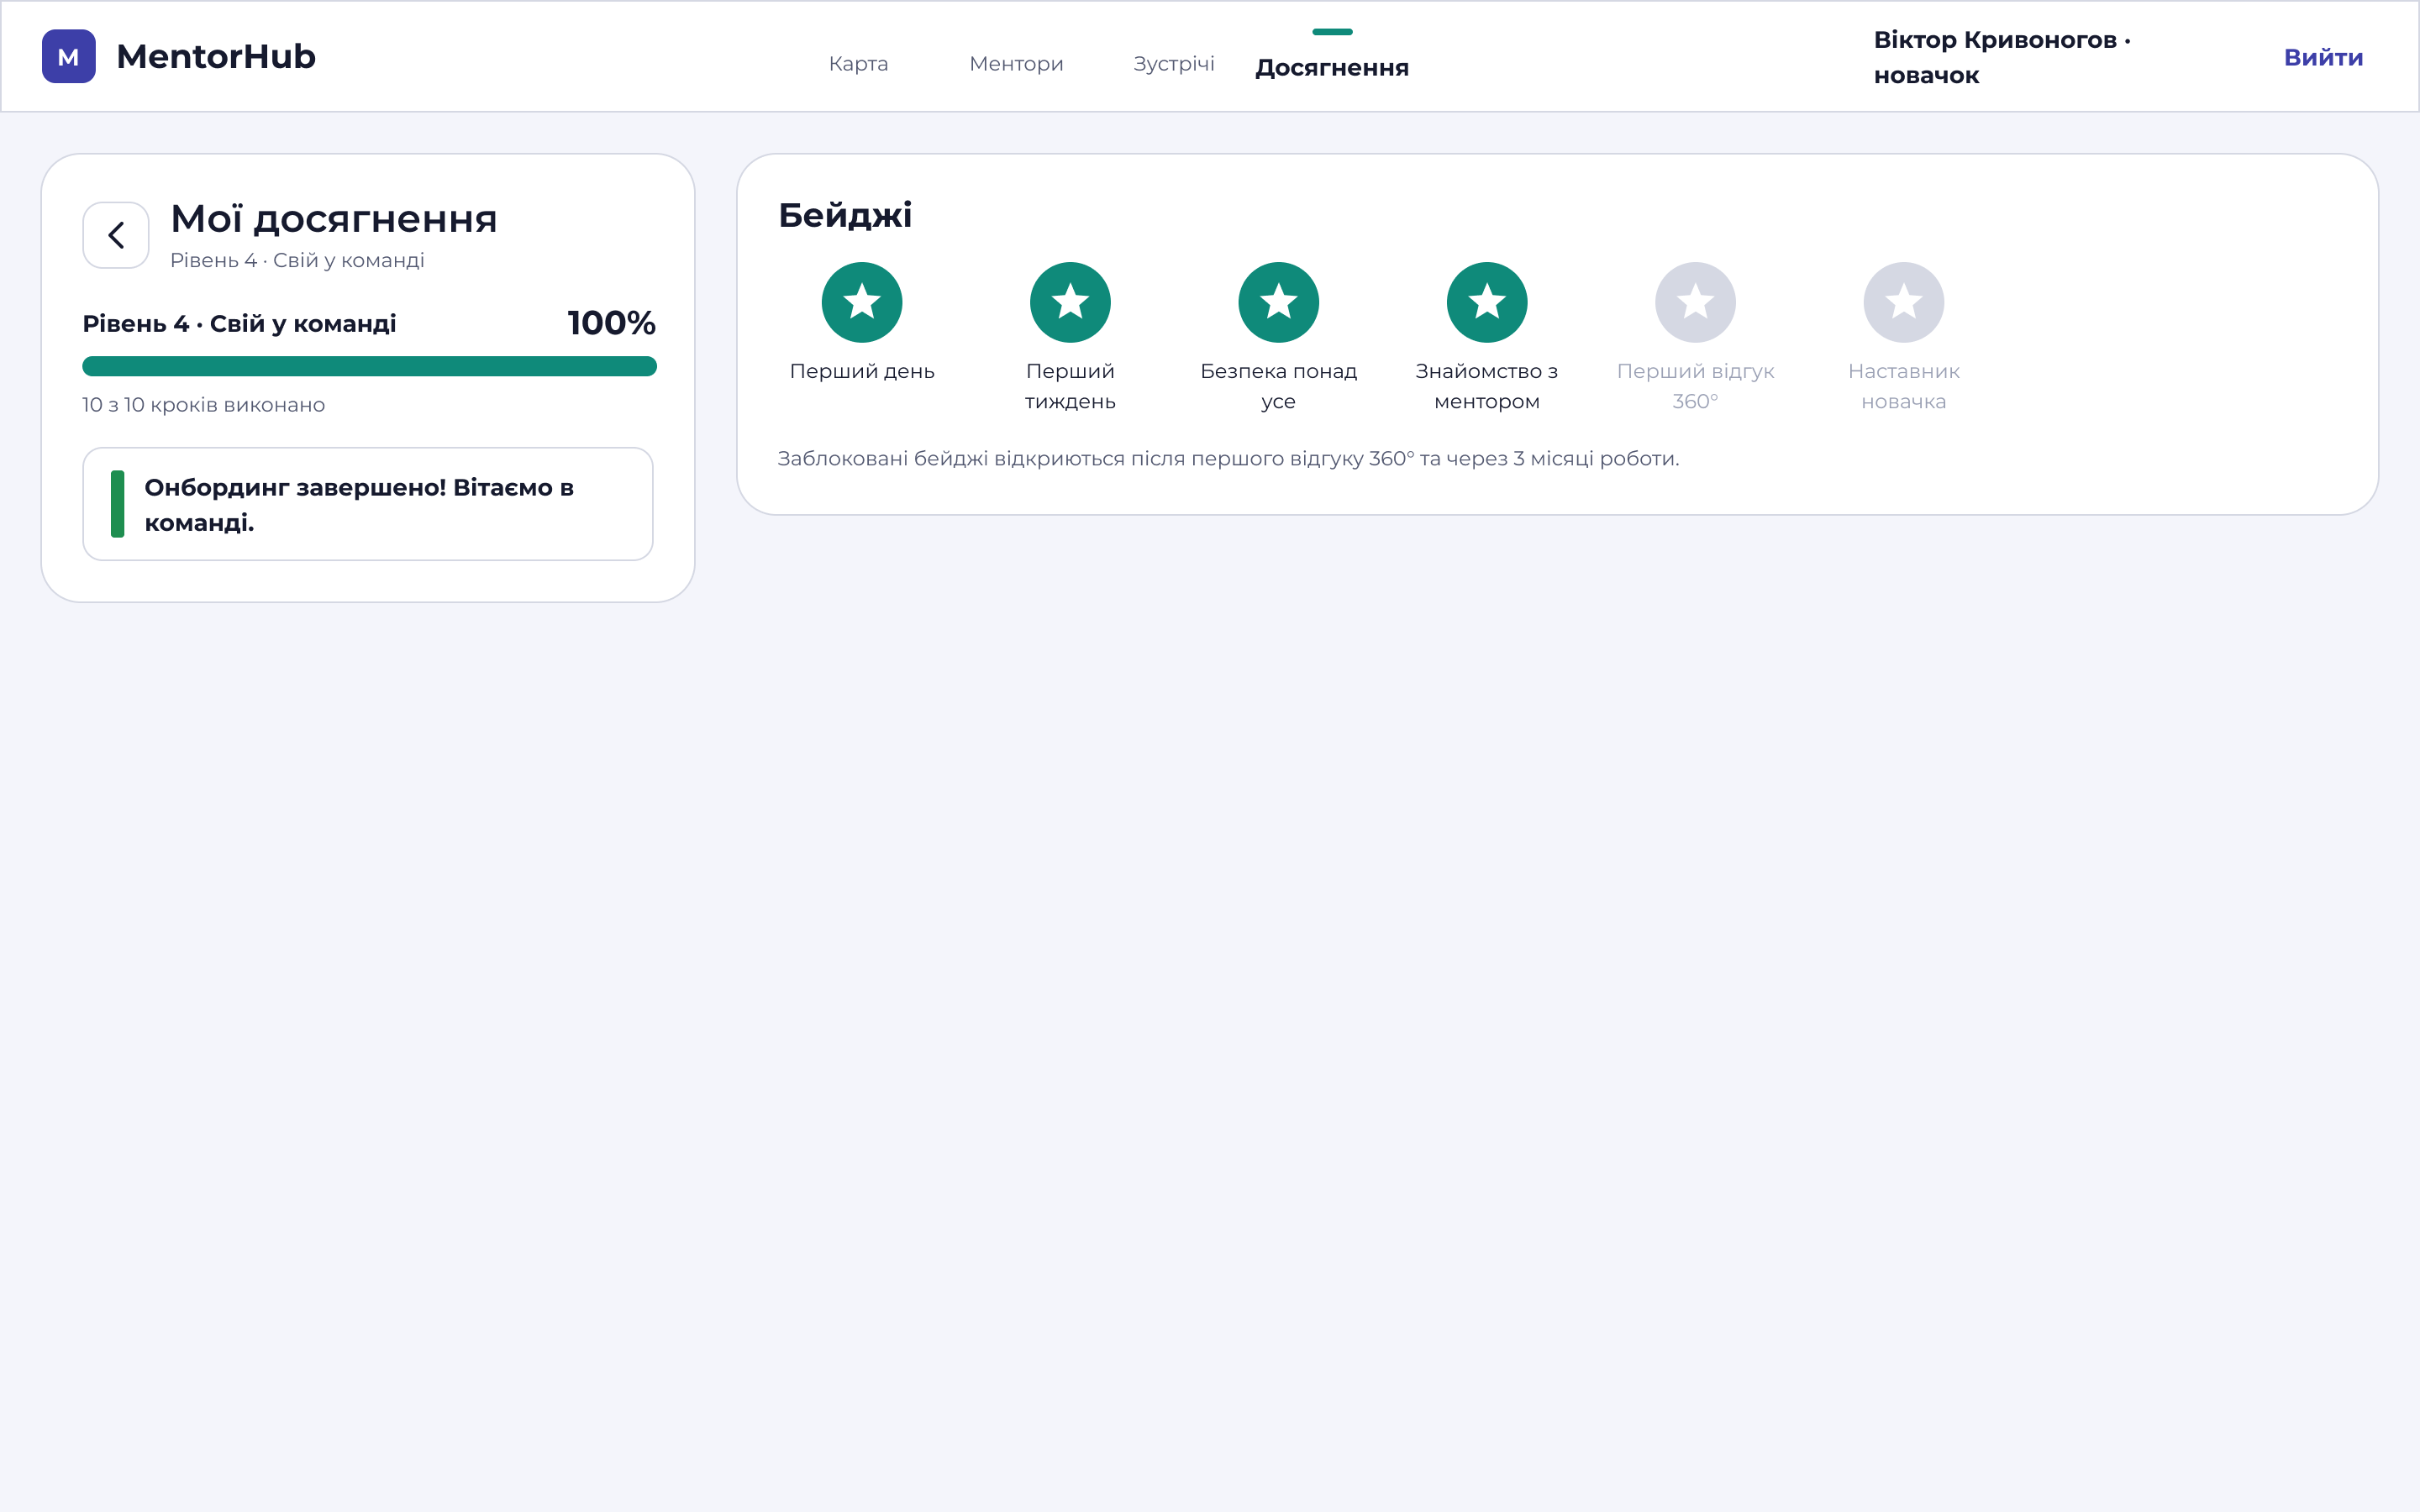 M
MentorHub
Карта
Ментори
Зустрічі
Досягнення
Віктор Кривоногов ·
новачок
Вийти
Мої досягнення
Рівень 4 · Свій у команді
Рівень 4 · Свій у команді
100%
10 з 10 кроків виконано
Онбординг завершено! Вітаємо в
команді.
Бейджі
Перший день
Перший
тиждень
Безпека понад
усе
Знайомство з
ментором
Перший відгук
360°
Наставник
новачка
Заблоковані бейджі відкриються після першого відгуку 360° та через 3 місяці роботи.